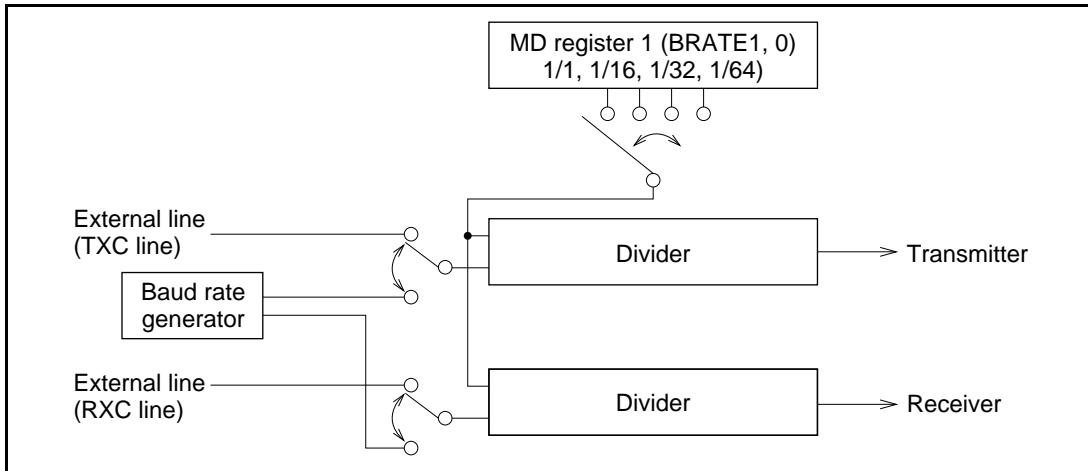 MD register 1 (BRATE1, 0)
1/1, 1/16, 1/32, 1/64)
External line
(TXC line)
Divider
Transmitter
Baud rate
generator
External line
(RXC line)
Divider
Receiver